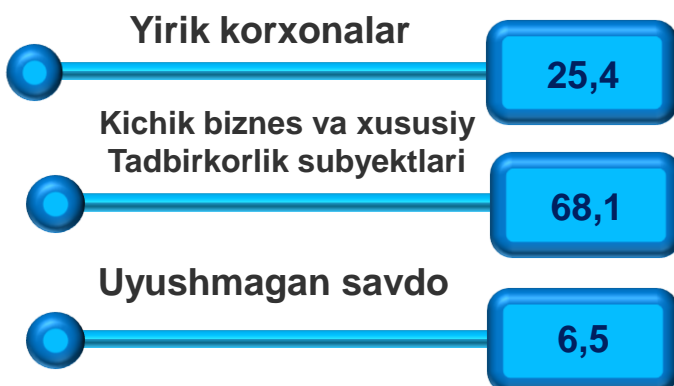 Yirik korxonalar
25,4
Kichik biznes va xususiy
Tadbirkorlik subyektlari
68,1
Uyushmagan savdo
6,5